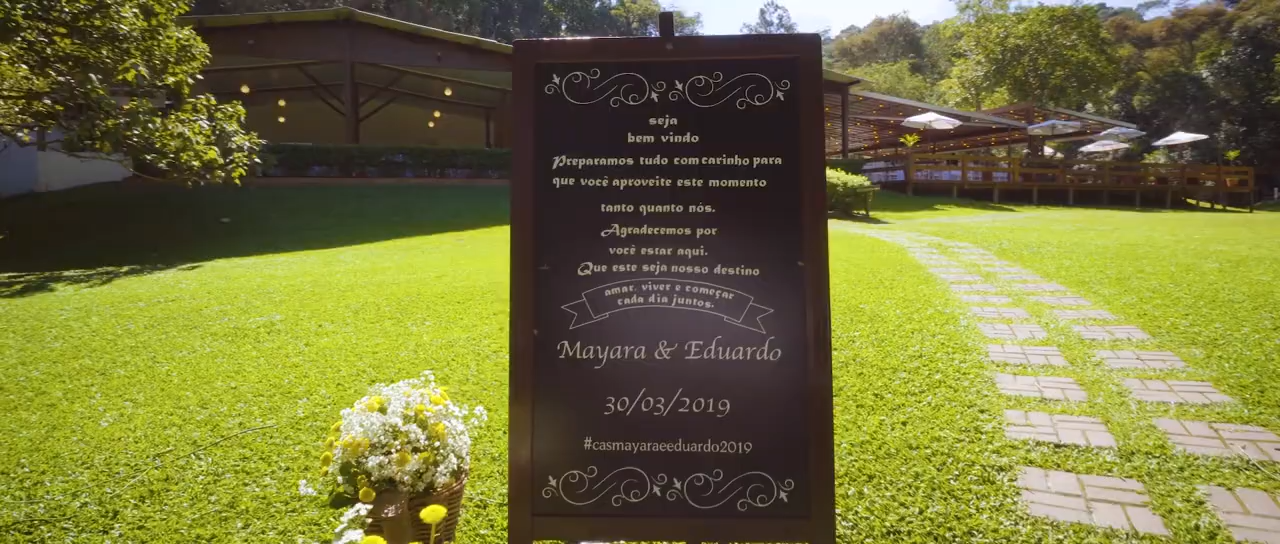 seja
bem vindo
Preparamos tudo com carinho para
que você aproveite este momento
tanto quanto nós.
Agradecemos por
você estar aqui.
Que este seja nosso destino
amar, viver e começar
cada dia juntos.
Mayara & Eduardo
30/03/2019
#casmayaraeeduardo2019